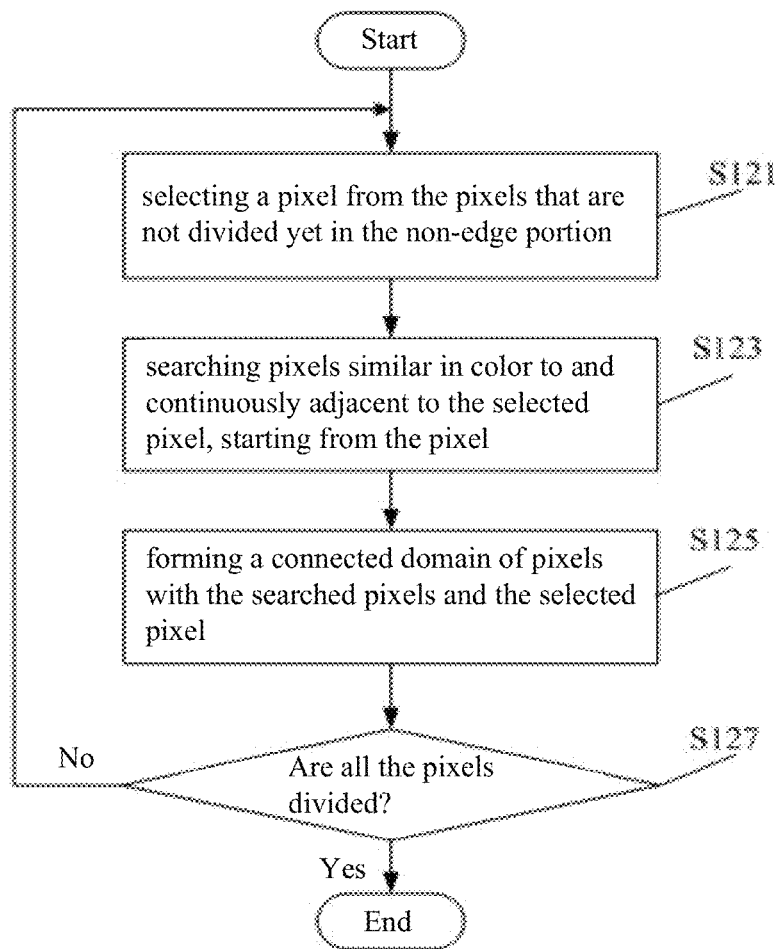 Start
selecting a pixel from the pixels that are
not divided yet in the non-edge portion
S121
searching pixels similar in color to and
continuously adjacent to the selected
pixel, starting from the pixel
S123
forming a connected domain of pixels
with the searched pixels and the selected
pixel
S125
Are all the pixels
divided?
S127
No
Yes
End